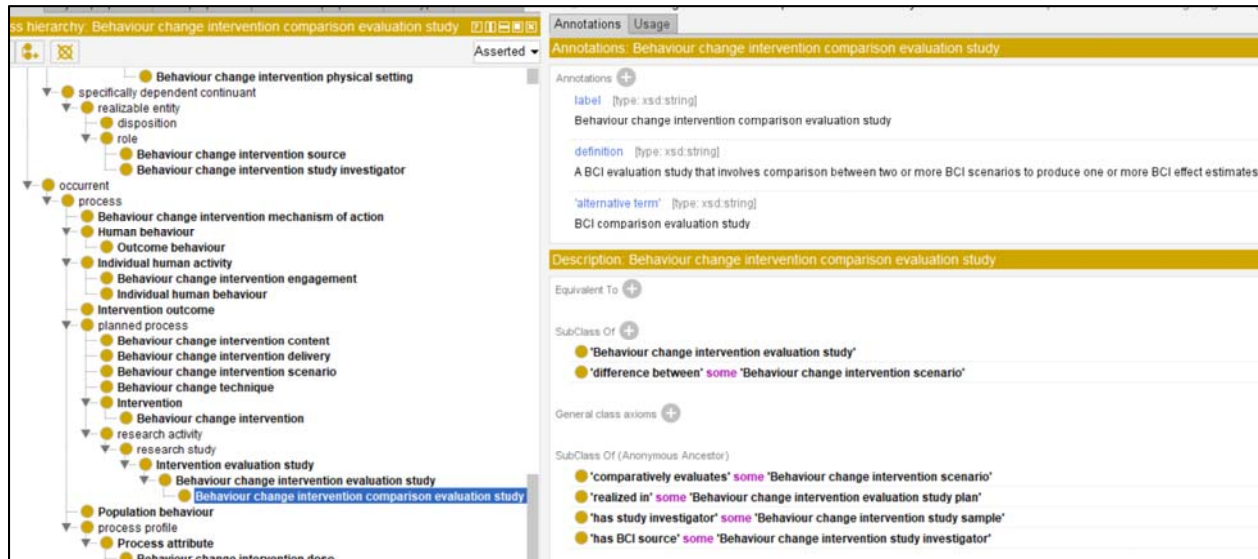 ss hierarchy: Behaviour change intervention comparison evaluation study
Asserted
Behaviour change intervention physical setting
specifically dependent continuant
realizable entity
disposition
role
Behaviour change intervention source
Behaviour change intervention study investigator
occurrent
process
Behaviour change intervention mechanism of action
Human behaviour
Outcome behaviour
Individual human activity
Behaviour change intervention engagement
Individual human behaviour
Intervention outcome
planned process
Behaviour change intervention content
Behaviour change intervention delivery
Behaviour change intervention scenario
Behaviour change technique
Intervention
Behaviour change intervention
research activity
research study
Intervention evaluation study
Behaviour change intervention evaluation study
Behaviour change intervention comparison evaluation study
Population behaviour
process profile
Process attribute
Behaviour change intervention dose
Annotations Usage
Annotations: Behaviour change intervention comparison evaluation study
Annotations
label [type: xsd:string]
Behaviour change intervention comparison evaluation study
definition [type: xsd:string]
A BCI evaluation study that involves comparison between two or more BCI scenarios to produce one or more BCI effect estimates
'alternative term' [type: xsd:string]
BCI comparison evaluation study
Description: Behaviour change intervention comparison evaluation study
Equivalent To
SubClass Of
'Behaviour change intervention evaluation study'
'difference between' some 'Behaviour change intervention scenario'
General class axioms
SubClass Of (Anonymous Ancestor)
'comparatively evaluates' some 'Behaviour change intervention scenario'
'realized in' some 'Behaviour change intervention evaluation study plan'
'has study investigator' some 'Behaviour change intervention study sample'
'has BCI source' some 'Behaviour change intervention study investigator'